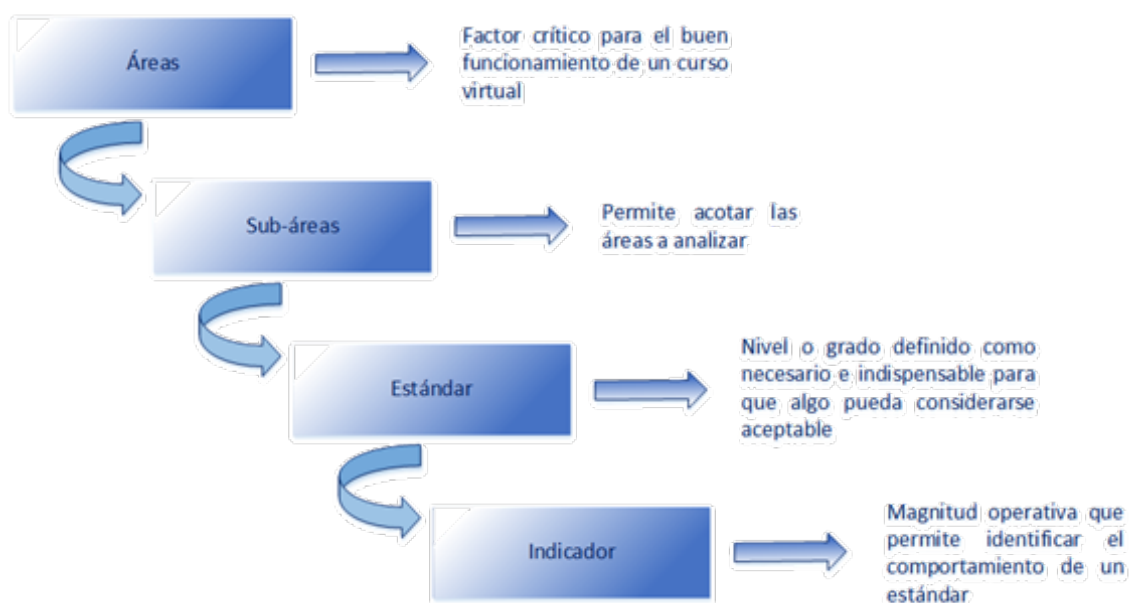 Áreas
Factor crítico para el buen
funcionamiento de un curso
virtual
Sub-áreas
Permite acotar las
áreas a analizar
Estándar
Nivel o grado definido como
necesario e indispensable para
que algo pueda considerarse
aceptable
Indicador
Magnitud operativa que
permite identificar el
comportamiento de un
estándar